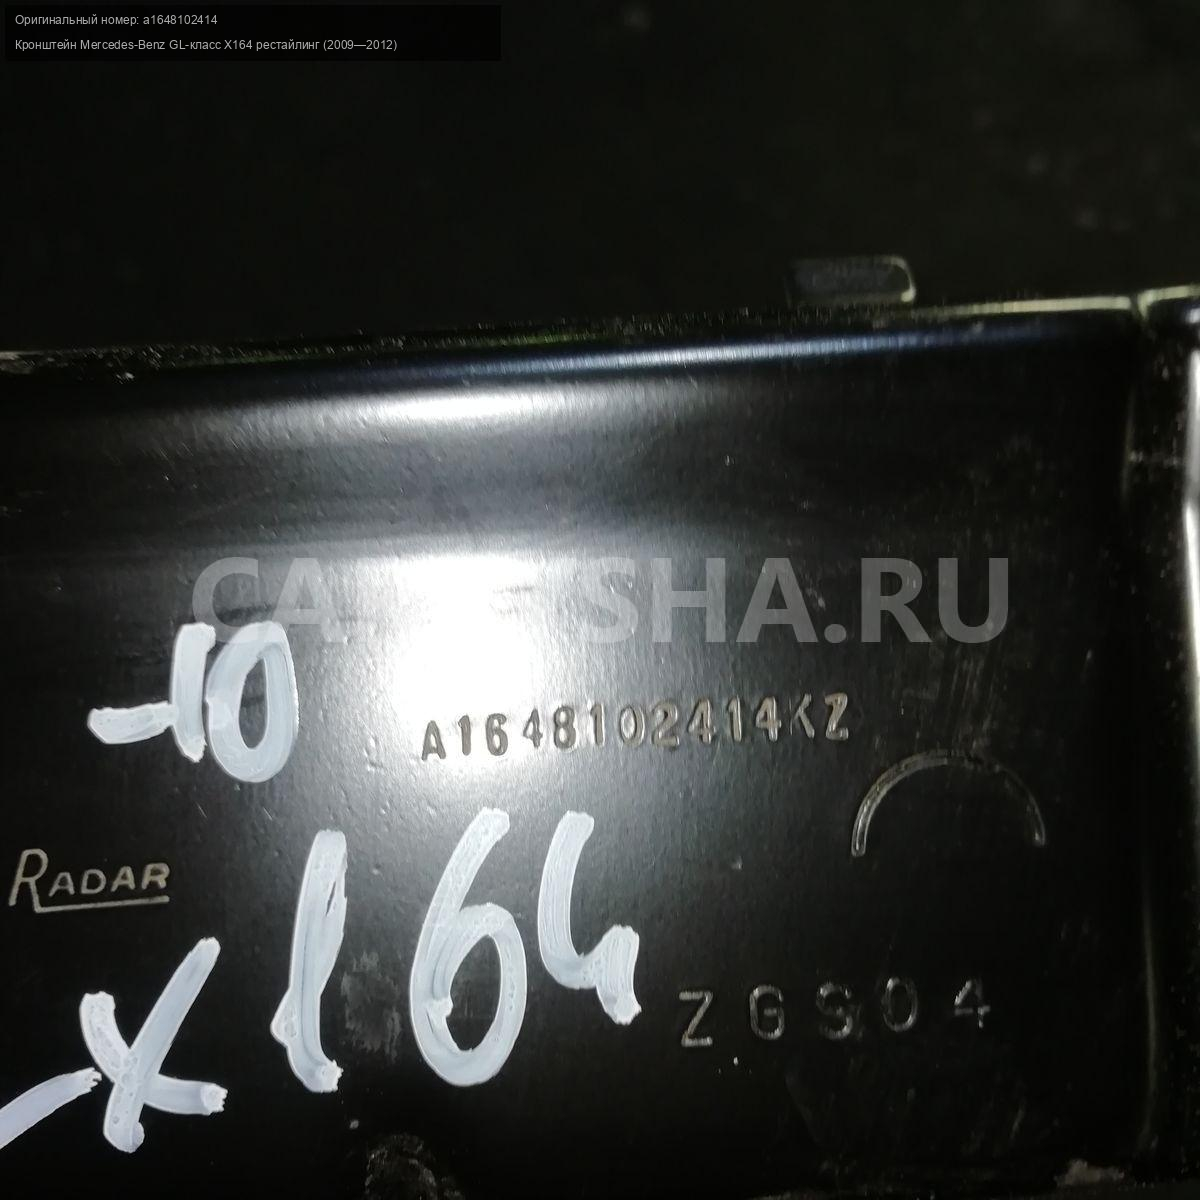 Оригинальный номер: a1648102414
Кронштейн Mercedes-Benz GL-класс X164 рестайлинг (2009—2012)
-10
A1648102414KZ
RADAR
X164
ZGS04